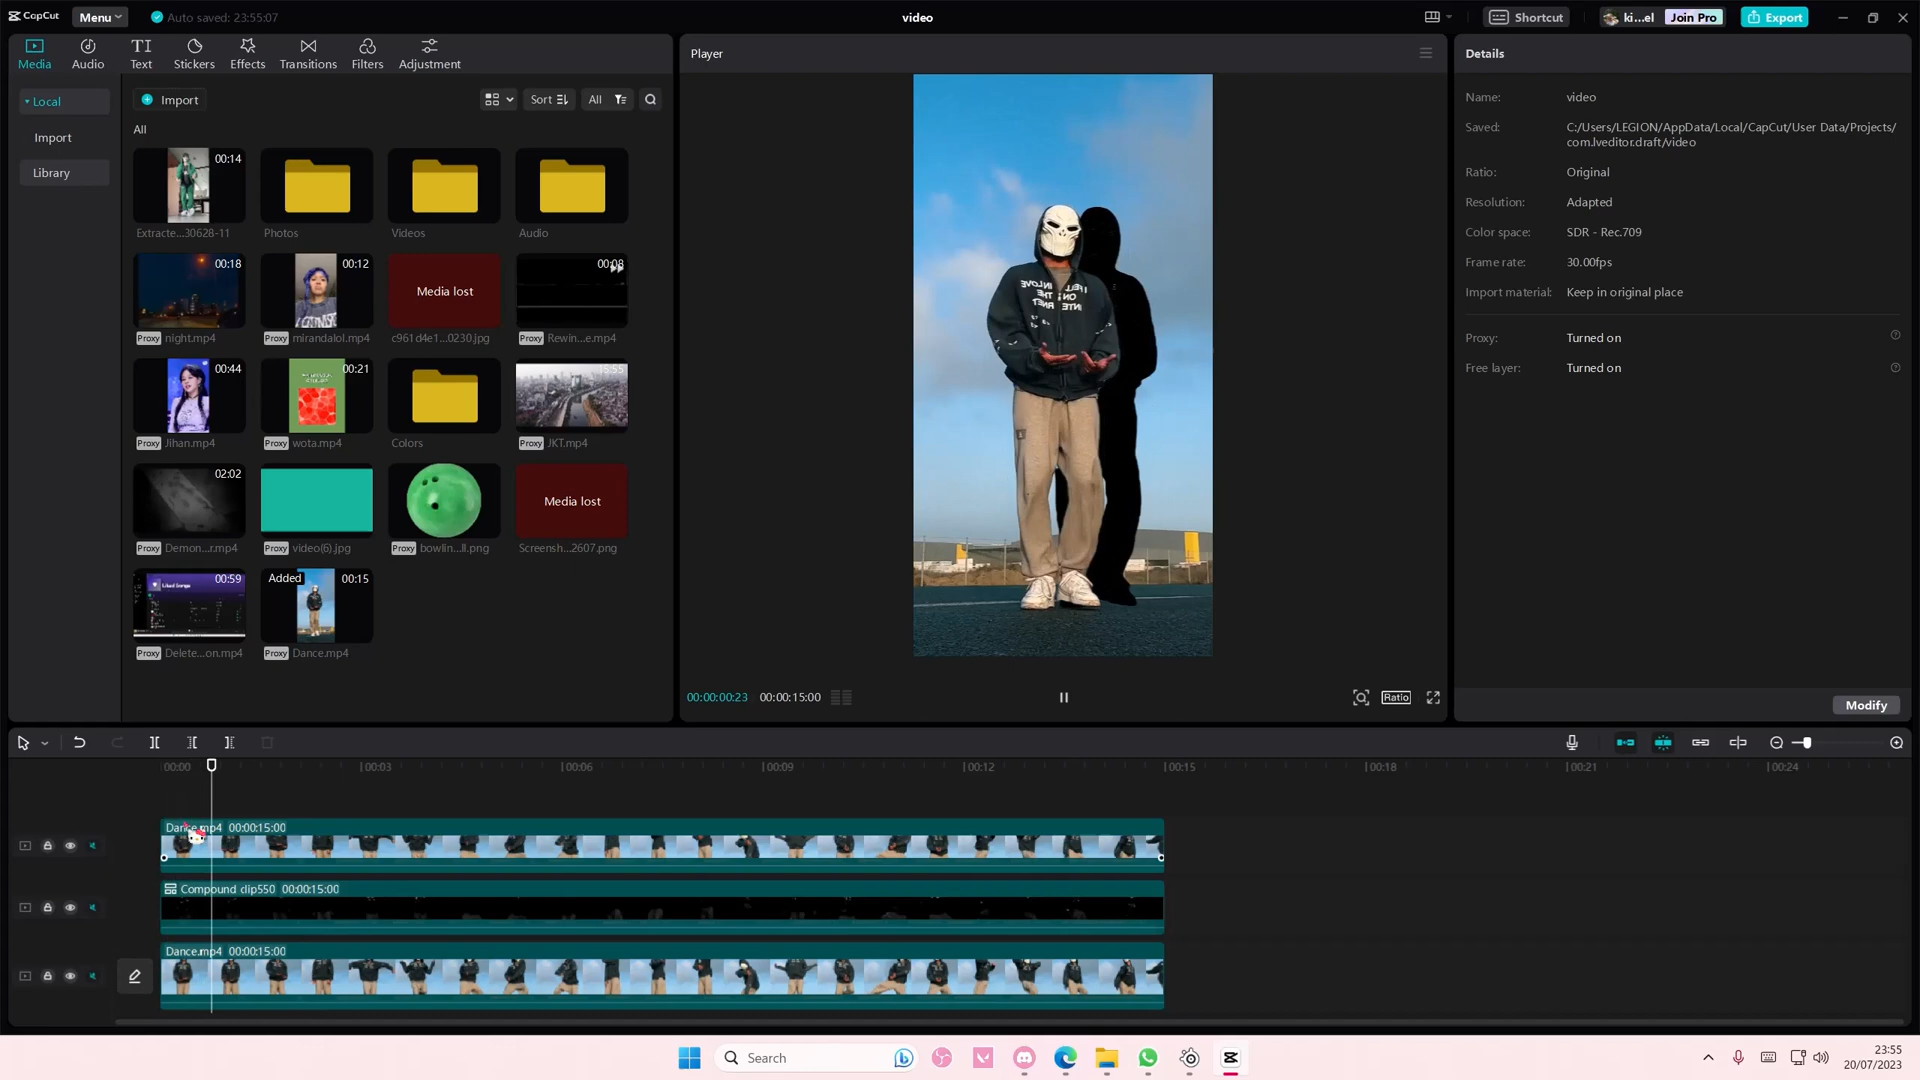 CapCut
Menu
Auto saved: 23:55:07
video
Shortcut
ki...el
Join Pro
Export
Media
Audio
Text
Stickers
Effects
Transitions
Filters
Adjustment
Local
Import
Library
Import
Sort
All
All
00:14
Extracte...30628-11
Photos
Videos
Audio
00:18
Proxy
night.mp4
00:12
Proxy
mirandalol.mp4
Media lost
c961d4e1...0230.jpg
00:08
Proxy
Rewin...e.mp4
00:44
Proxy
Jihan.mp4
00:21
Proxy
wota.mp4
Colors
15:55
Proxy
JKT.mp4
02:02
Proxy
Demon...r.mp4
Proxy
video(6).jpg
Proxy
bowlin...ll.png
Media lost
Screensh...2607.png
00:59
Liked Songs
Proxy
Delete...on.mp4
Added
00:15
Proxy
Dance.mp4
Player
00:00:00:23
00:00:15:00
Ratio
Details
Name:
video
Saved:
C:/Users/LEGION/AppData/Local/CapCut/User Data/Projects/
com.lveditor.draft/video
Ratio:
Original
Resolution:
Adapted
Color space:
SDR - Rec.709
Frame rate:
30.00fps
Import material:
Keep in original place
Proxy:
Turned on
Free layer:
Turned on
Modify
00:00
00:03
00:06
00:09
00:12
00:15
00:18
00:21
00:24
Dance.mp4 00:00:15:00
Compound clip550 00:00:15:00
Dance.mp4 00:00:15:00
Search
23:55
20/07/2023